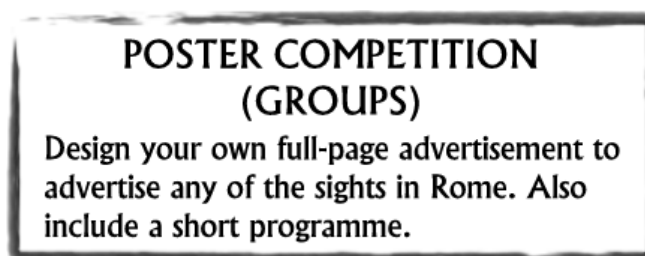 POSTER COMPETITION
(GROUPS)
Design your own full-page advertisement to
advertise any of the sights in Rome. Also
include a short programme.